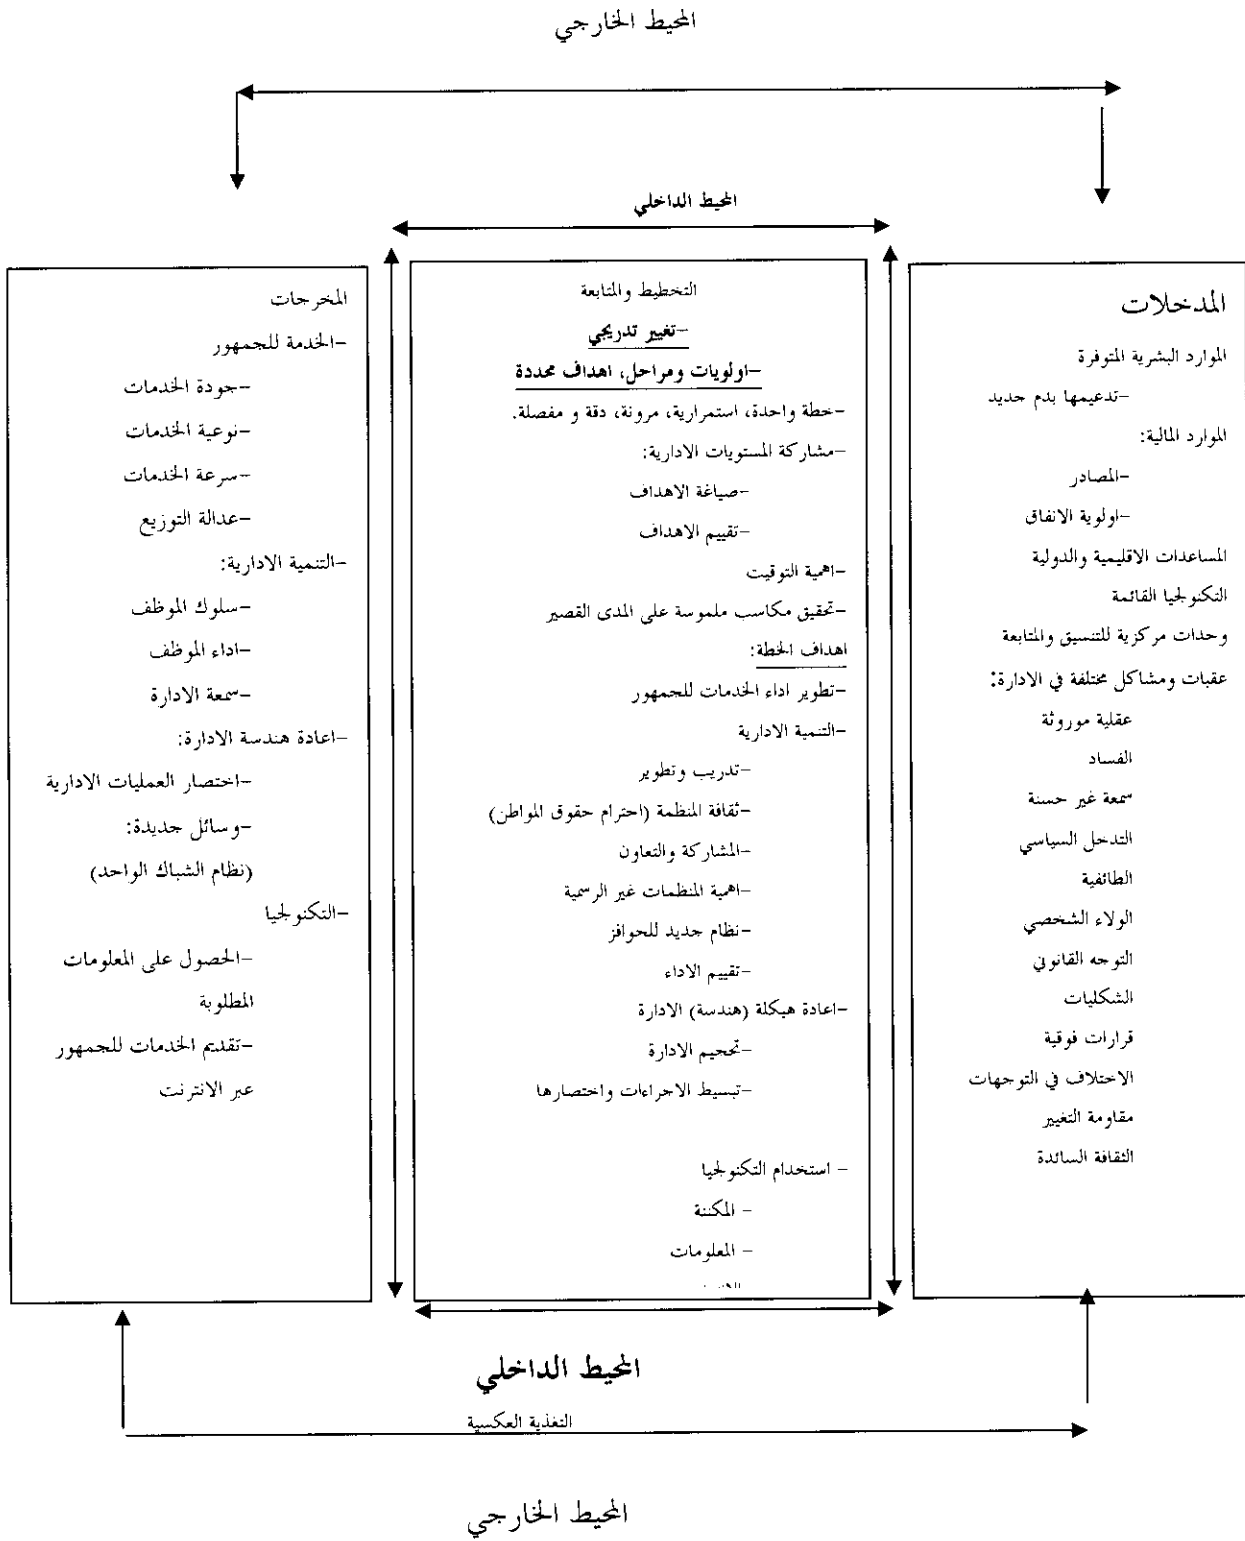 المحيط الخارجي
المحيط الداخلي
المدخلات
الموارد البشرية المتوفرة
-تدعيمها بدم جديد
الموارد المالية:
-المصادر
-اولوية الانفاق
المساعدات الاقليمية والدولية
التكنولجيا القائمة
وحدات مركزية للتنسيق والمتابعة
عقبات ومشاكل مختلفة في الادارة:
عقلية موروثة
الفساد
سمعة غير حسنة
التدخل السياسي
الطائفية
الولاء الشخصي
التوجه القانوني
الشكليات
قرارات فوقية
الاختلاف في التوجهات
مقاومة التغيير
الثقافة السائدة
التخطيط والمتابعة
-تغيير تدريجي
-اولويات ومراحل، اهداف محددة
-خطة واحدة، استمرارية، مرونة، دقة و مفصلة.
-مشاركة المستويات الادارية:
-صياغة الاهداف
-تقييم الاهداف
-اهمية التوقيت
-تحقيق مكاسب ملموسة على المدى القصير
اهداف الخطة:
-تطوير اداء الخدمات للجمهور
-التنمية الادارية
-تدريب وتطوير
-ثقافة المنظمة (احترام حقوق المواطن)
-المشاركة والتعاون
-اهمية المنظمات غير الرسمية
-نظام جديد للحوافز
-تقييم الاداء
-اعادة هيكلة (هندسة) الادارة
-تحجيم الادارة
-تبسيط الاجراءات واختصارها
- استخدام التكنولجيا
- المكننة
- المعلومات
المخرجات
-الخدمة للجمهور
-جودة الخدمات
-نوعية الخدمات
-سرعة الخدمات
-عدالة التوزيع
-التنمية الادارية:
-سلوك الموظف
-اداء الموظف
-سمعة الادارة
-اعادة هندسة الادارة:
-اختصار العمليات الادارية
-وسائل جديدة:
(نظام الشباك الواحد)
-التكنولجيا
-الحصول على المعلومات
المطلوبة
-تقديم الخدمات للجمهور
عبر الانترنت
المحيط الداخلي
التغذية العكسية
المحيط الخارجي